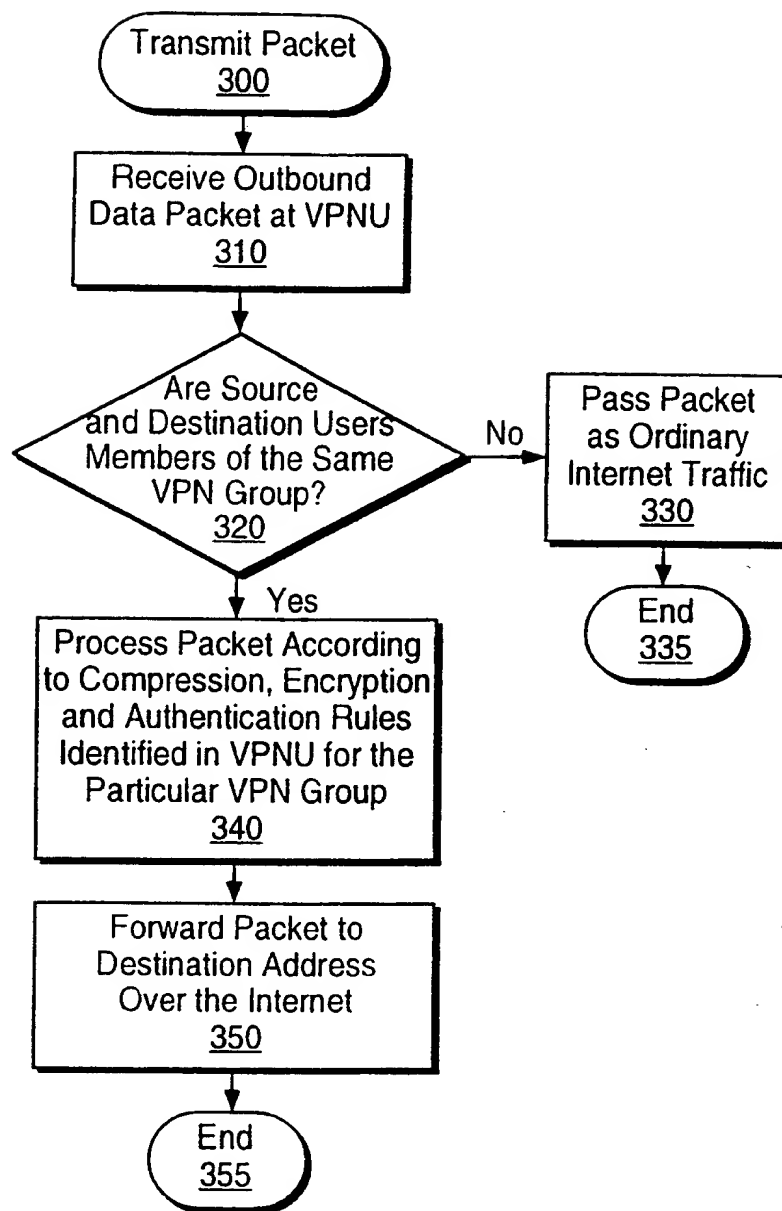 Transmit Packet
300
Receive Outbound
Data Packet at VPNU
310
Are Source
and Destination Users
Members of the Same
VPN Group?
320
No
Pass Packet
as Ordinary
Internet Traffic
330
End
335
Yes
Process Packet According
to Compression, Encryption
and Authentication Rules
Identified in VPNU for the
Particular VPN Group
340
Forward Packet to
Destination Address
Over the Internet
350
End
355